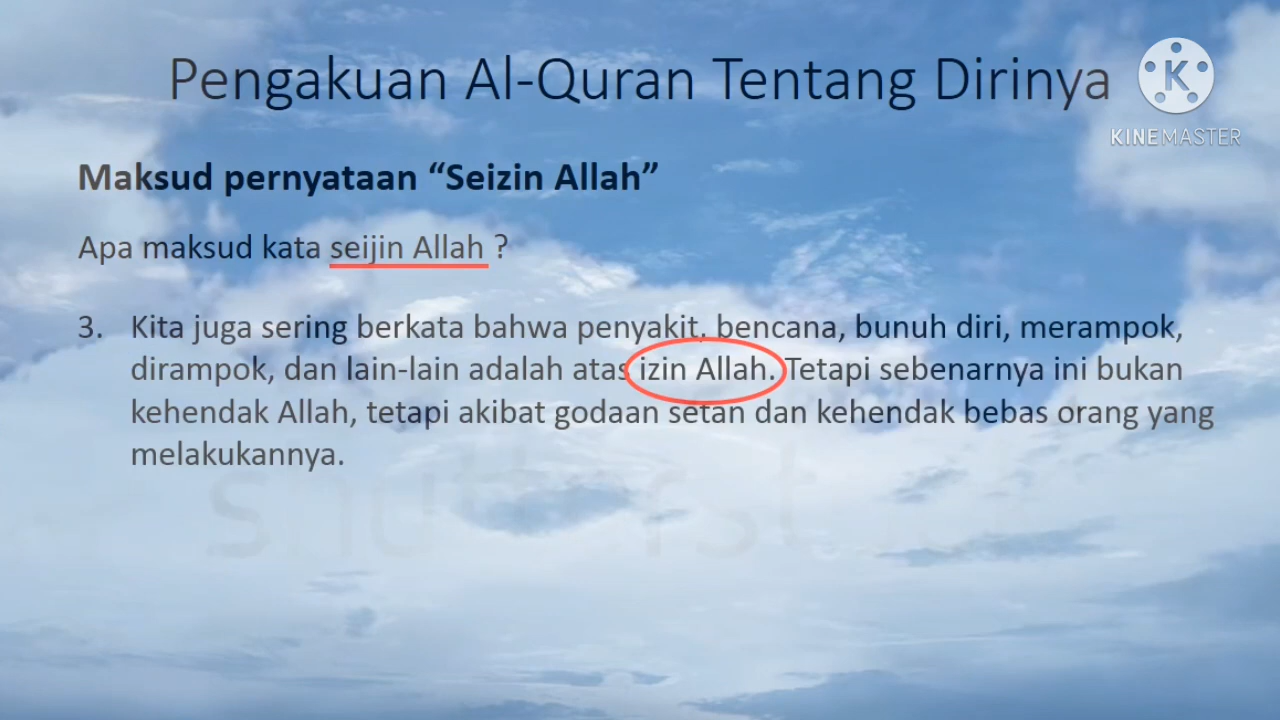 Pengakuan Al-Quran Tentang Dirinya
KINEMASTER
Maksud pernyataan “Seizin Allah”
Apa maksud kata seijin Allah ?
3. Kita juga sering berkata bahwa penyakit, bencana, bunuh diri, merampok,
dirampok, dan lain-lain adalah atas izin Allah. Tetapi sebenarnya ini bukan
kehendak Allah, tetapi akibat godaan setan dan kehendak bebas orang yang
melakukannya.